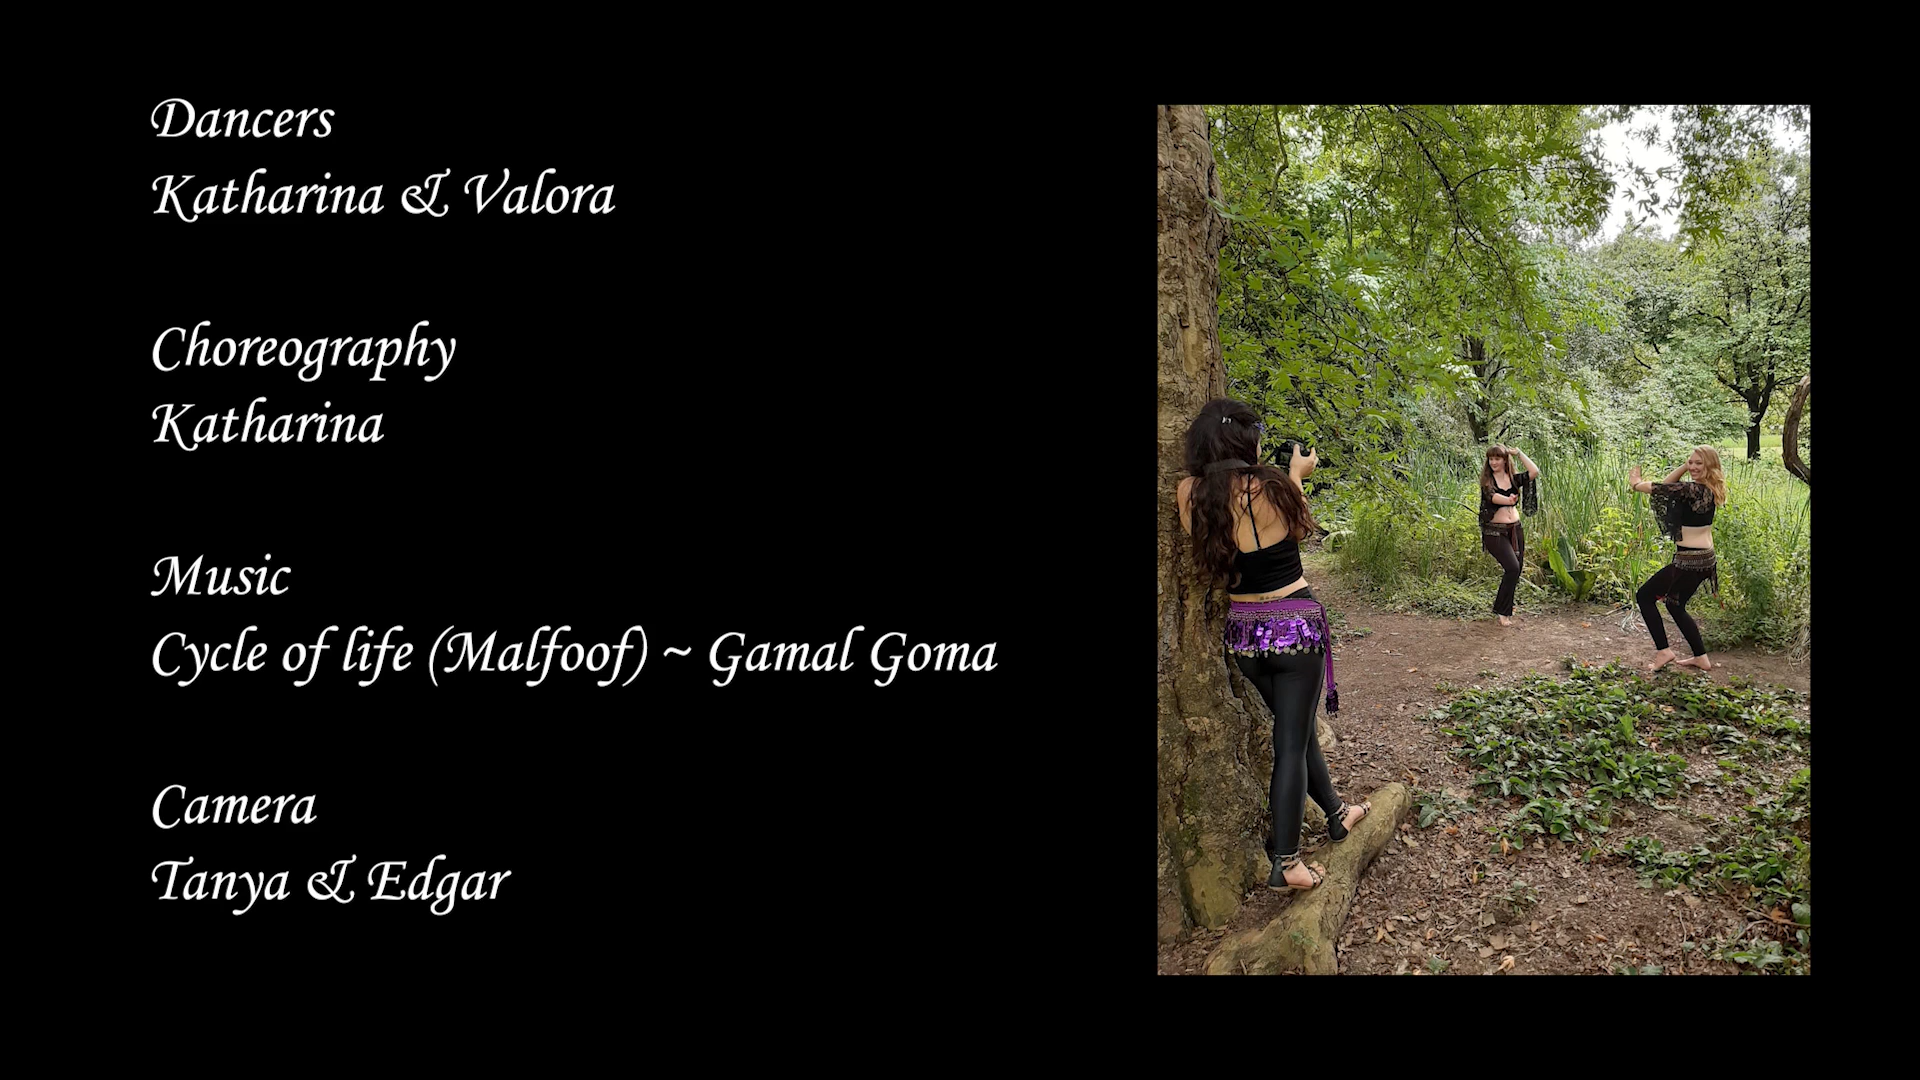 Dancers
Katharina & Valora
Choreography
Katharina
Music
Cycle of life (Malfoof) ~ Gamal Goma
Camera
Tanya & Edgar